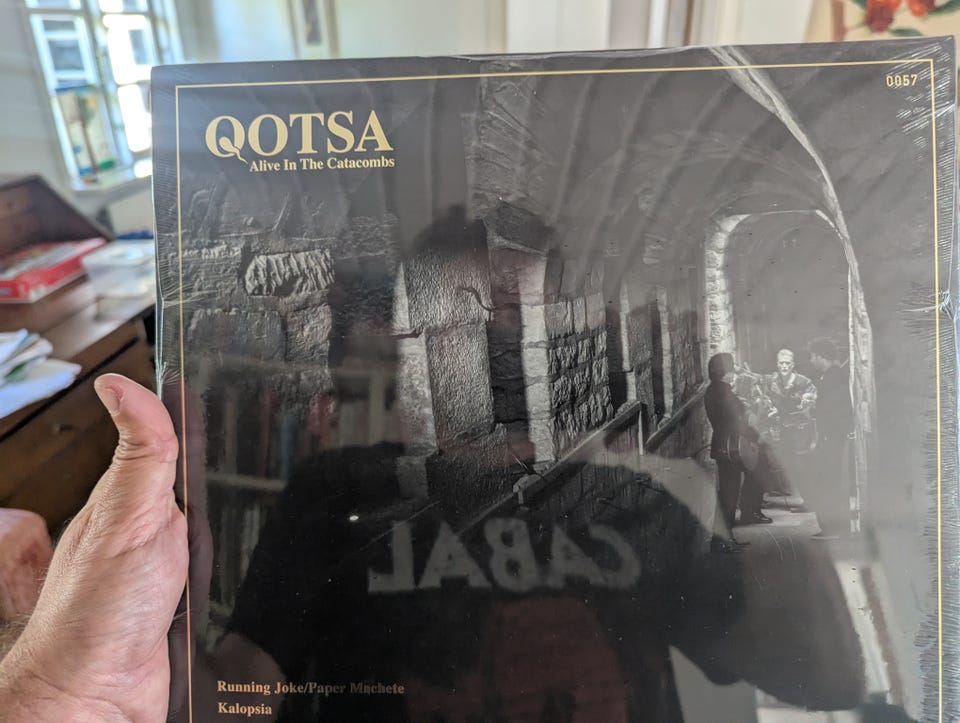 0057
QOTSA
Alive In The Catacombs
CABAL
Running Joke/Paper Machete
Kalopsia